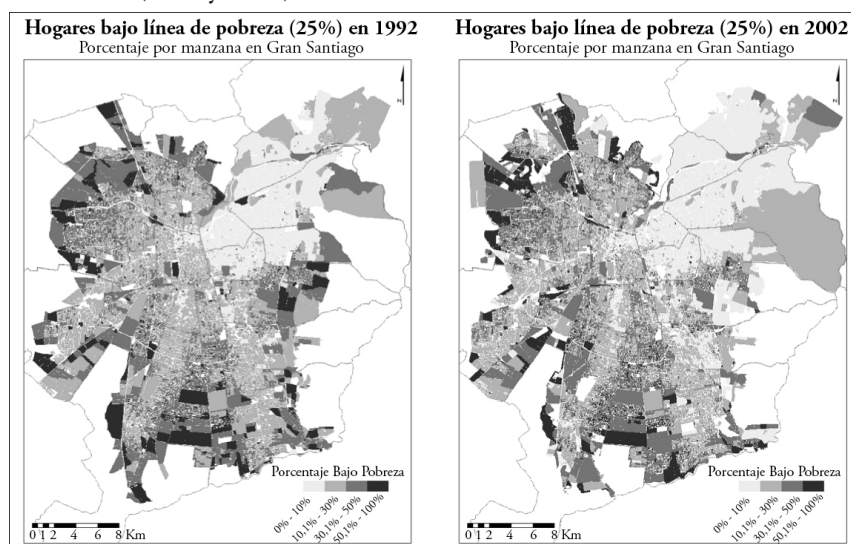 Hogares bajo línea de pobreza (25%) en 1992
Porcentaje por manzana en Gran Santiago
N
Porcentaje Bajo Pobreza
0% - 10%
10,1% - 30%
30,1% - 50%
50,1% - 100%
0 1 2 4 6 8 Km
Hogares bajo línea de pobreza (25%) en 2002
Porcentaje por manzana en Gran Santiago
N
Porcentaje Bajo Pobreza
0% - 10%
10,1% - 30%
30,1% - 50%
50,1% - 100%
0 1 2 4 6 8 Km